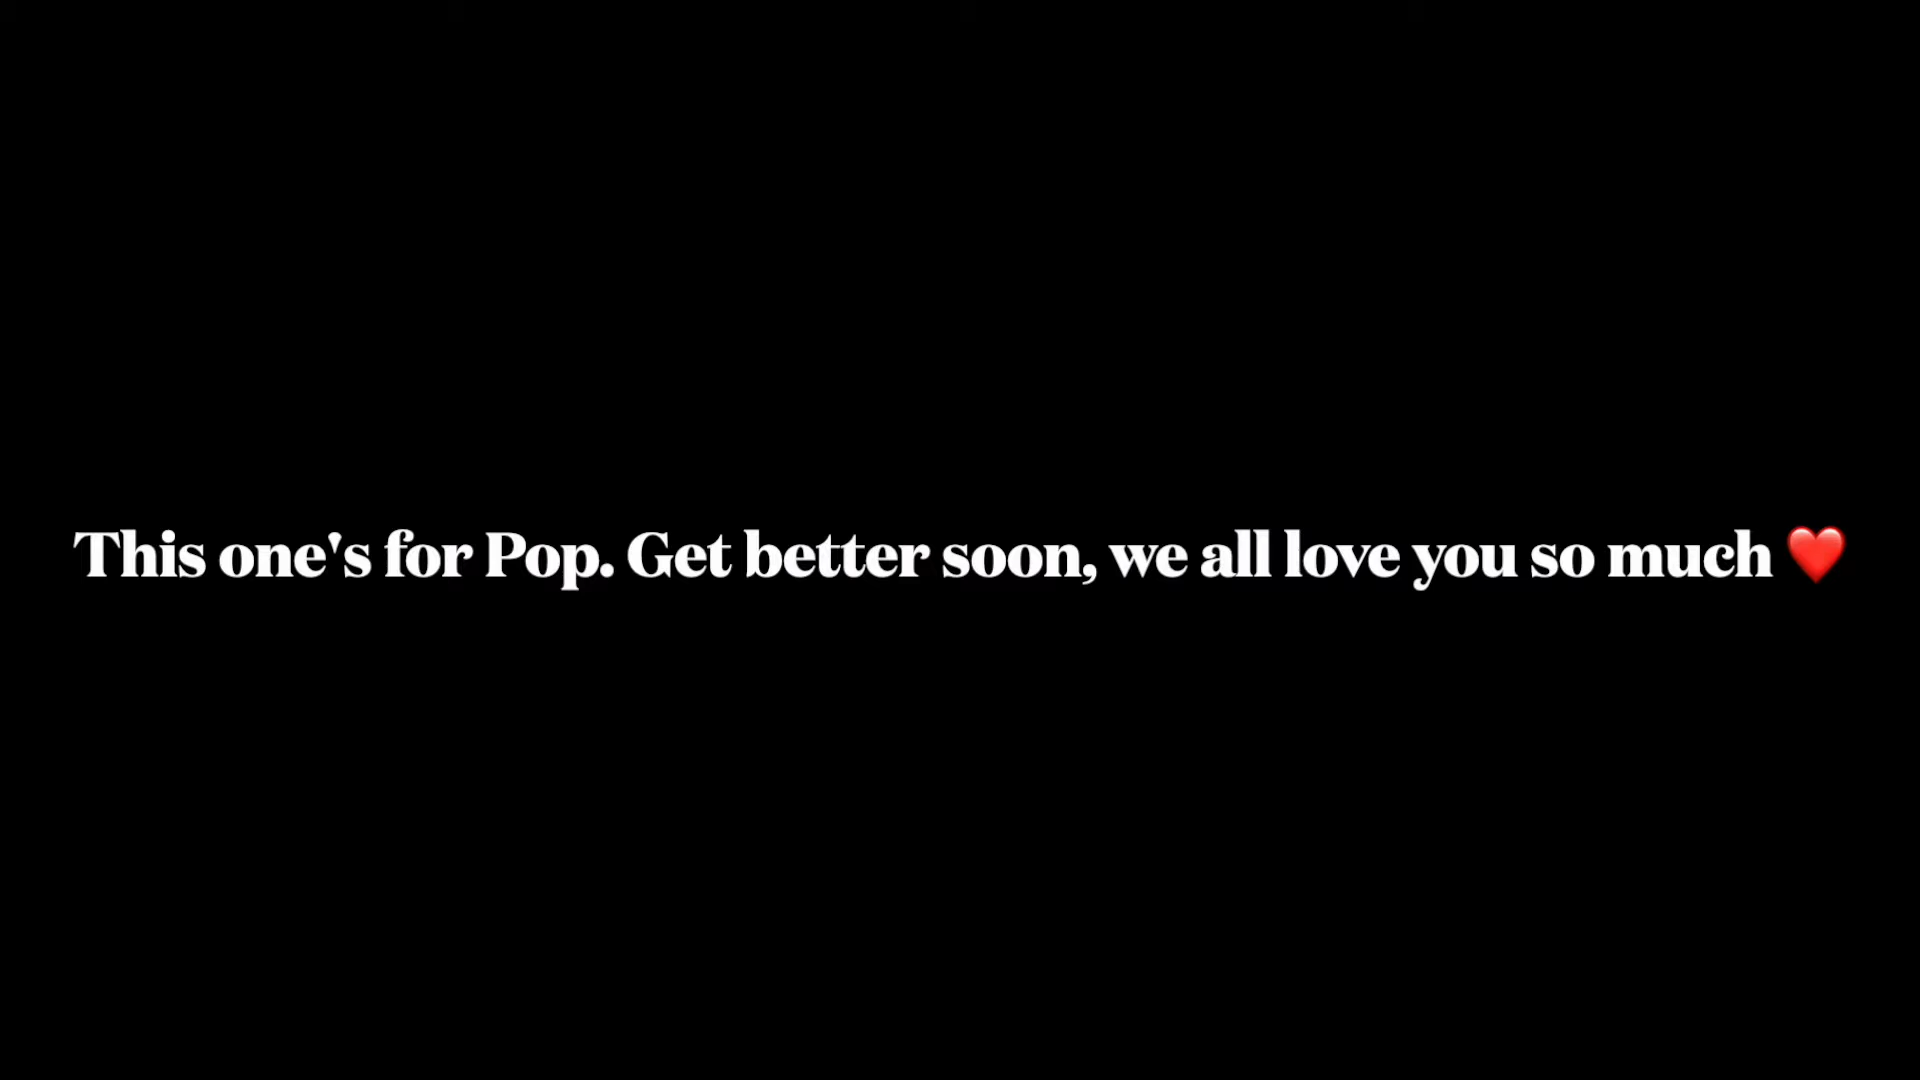 This one's for Pop. Get better soon, we all love you so much ❤️